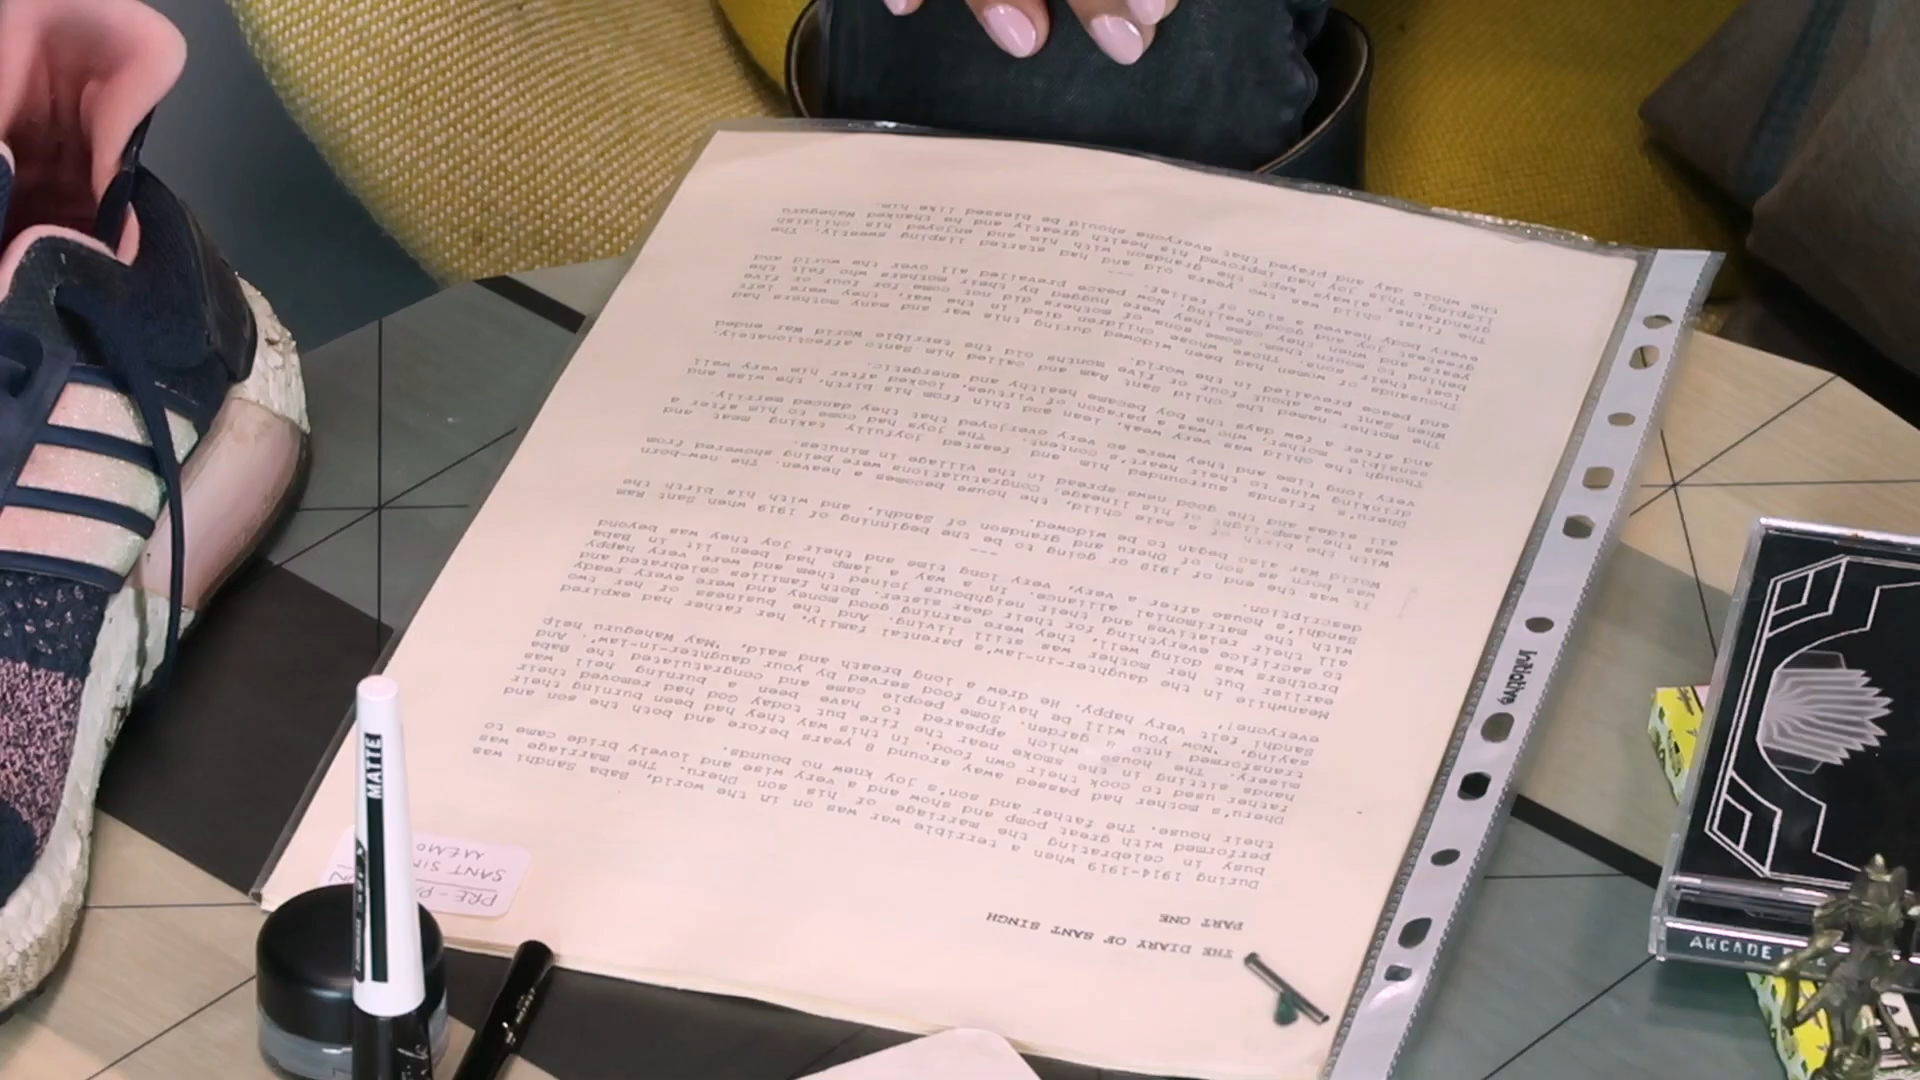 THE DIARY OF SANT SINGH
PART ONE
During 1914-1919 when a terrible war was on in the world, Baba Sandhi was
busy in celebrating the marriage of his son Dheru. The marriage was
performed with great pomp and show and a very wise and lovely bride came to
their house. The father and son's joy knew no bounds.
Dheru's mother had passed away around 8 years before and both the son and
father used to cook their own food, in this way they had been burning their
hands sitting in the smoke near the fire but today God had removed their
misery. The house which appeared to have been a burning hell was
transformed into a garden. Some people came and congratulated the Baba
saying, "Now you will be having food served by your daughter-in-law". And
Sandhi felt very happy. He drew a long breath and said, "May Waheguru help
everyone!"
Meanwhile in the daughter-in-law's parental family, her father had expired
earlier but her mother was still living. And the business of her two
brothers was doing well, they were earning good money and were every ready
to sacrifice everything for their dear sister. Both families celebrated
all their relatives and their neighbours joined them and were very happy
with the matrimonial alliance. In a way a lamp had been lit in Baba
Sandhi's house after a very, very long time and their joy they was beyond
description.
---
It was the end of 1918 or going to be the beginning of 1919 when Sant Ram
was born as son of Dheru and grandson of Sandhi, and with his birth the
World War also began to be widowed.
With the birth of a male child, the house becomes a heaven. The new-born
was the lamp-light of his lineage. Congratulations were being showered from
all sides and the good news spread in the village in minutes.
Dheru's friends surrounded him and feasted joyfully taking meat and
drinking wine to their heart's content. The joys had come to him after a
very long time and they were so very overjoyed that they danced merrily.
Though the child was very weak, lean and thin from his birth, the wise and
sensible mother, who was a paragon of virtues, looked after him very well
and after a few days the boy became healthy and energetic.
The mother named the child Sant Ram and called him Santo affectionately.
When Sant was about four or five months old the terrible World War ended
and peace prevailed in the world.
Thousands of women had been widowed during this war and many mothers had
lost their sons. Those whose children died in the war, they were left
behind to mourn. Some sons of mothers did not come for four or five
years and when they were hugged by their mothers who felt the
greatest joy and good feeling. Now peace prevailed all over the world and
every body heaved a sigh of relief.
---
The first child was two years old and had started lisping sweetly. The
grandfather always kept his grandson with him and enjoyed his childish
lisping. This joy improved his health greatly and he thanked Waheguru
the whole day and prayed that everyone should be blessed like him.
PRE-PA
SANT SIN
MEMO
Initiative
MATTE
ARCADE